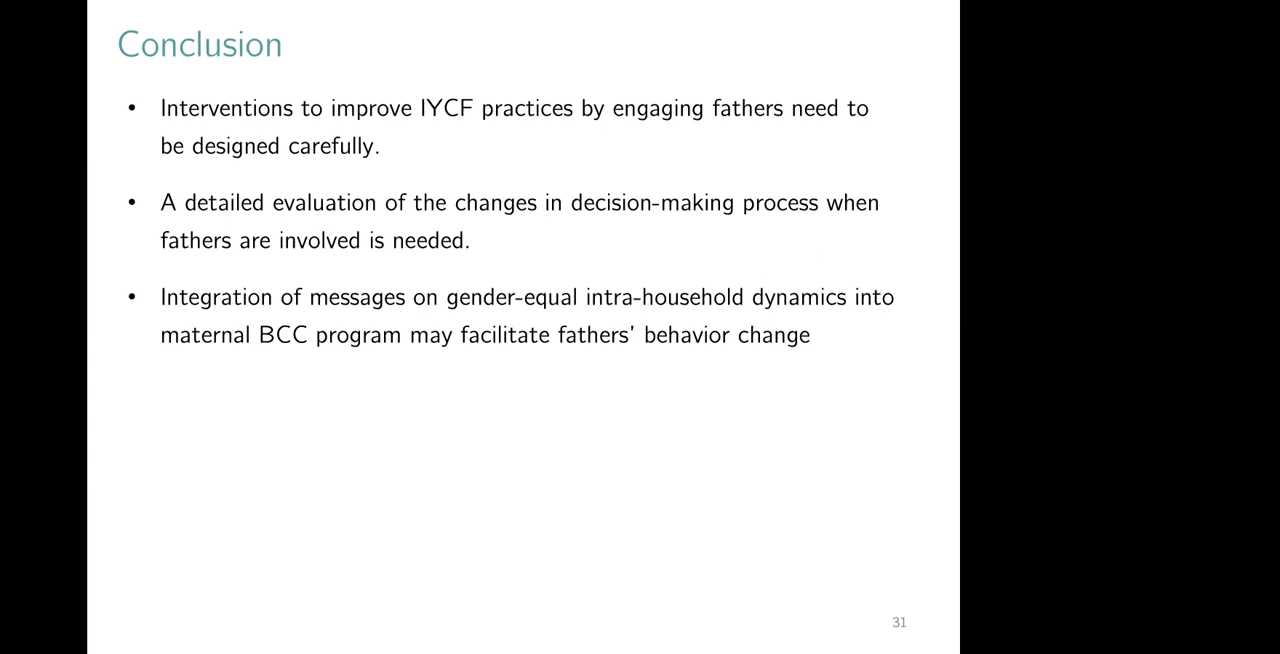 Conclusion
• Interventions to improve IYCF practices by engaging fathers need to
be designed carefully.
• A detailed evaluation of the changes in decision-making process when
fathers are involved is needed.
• Integration of messages on gender-equal intra-household dynamics into
maternal BCC program may facilitate fathers' behavior change
31